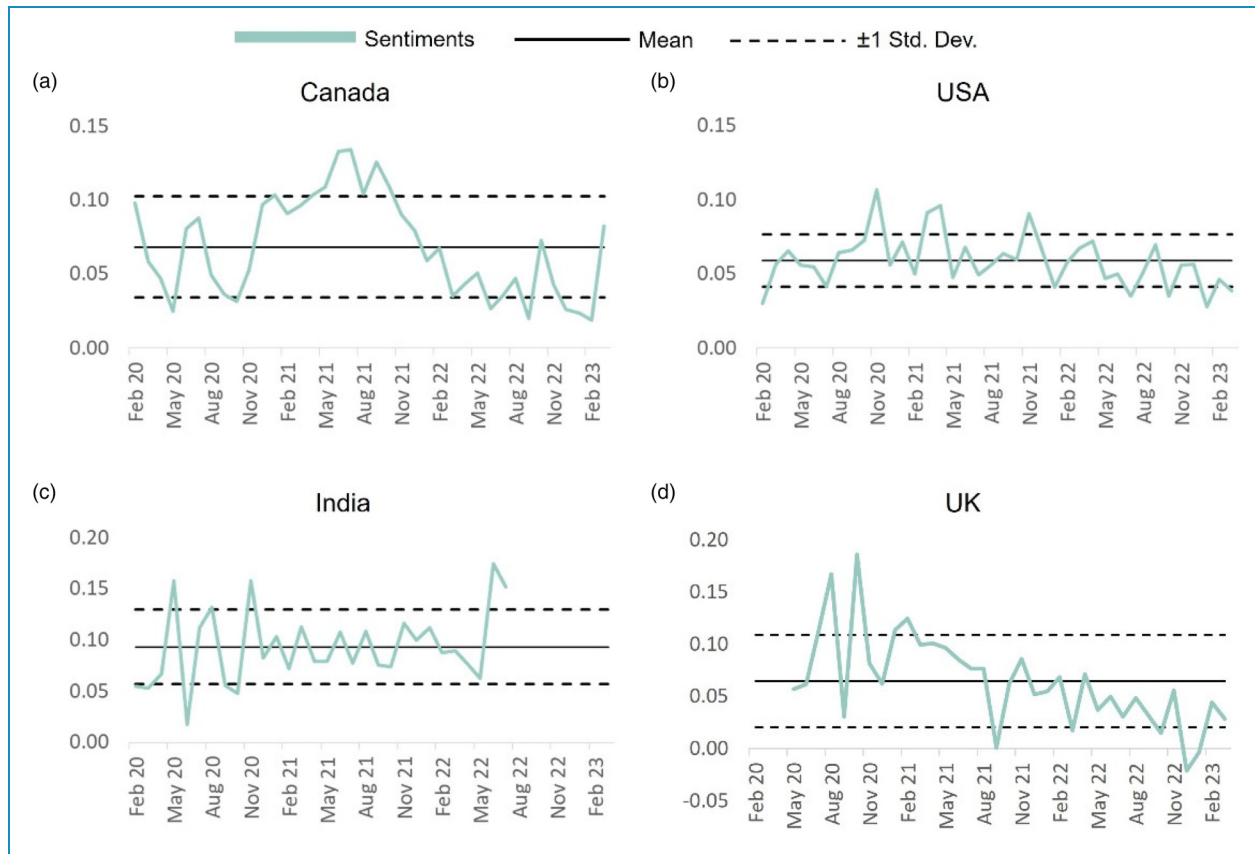 Sentiments Mean ±1 Std. Dev.
(a) Canada
0.15
0.10
0.05
0.00
Feb 20 May 20 Aug 20 Nov 20 Feb 21 May 21 Aug 21 Nov 21 Feb 22 May 22 Aug 22 Nov 22 Feb 23
(b) USA
0.15
0.10
0.05
0.00
Feb 20 May 20 Aug 20 Nov 20 Feb 21 May 21 Aug 21 Nov 21 Feb 22 May 22 Aug 22 Nov 22 Feb 23
(c) India
0.20
0.15
0.10
0.05
0.00
Feb 20 May 20 Aug 20 Nov 20 Feb 21 May 21 Aug 21 Nov 21 Feb 22 May 22 Aug 22 Nov 22 Feb 23
(d) UK
0.20
0.15
0.10
0.05
0.00
-0.05
Feb 20 May 20 Aug 20 Nov 20 Feb 21 May 21 Aug 21 Nov 21 Feb 22 May 22 Aug 22 Nov 22 Feb 23